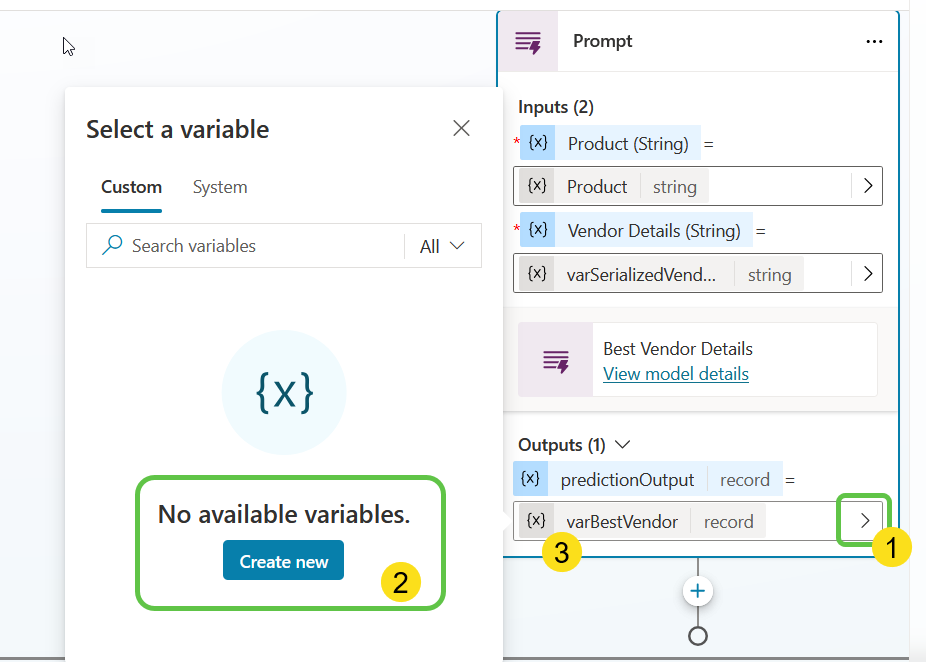 Prompt
...
Select a variable
Custom System
Search variables All
{x}
No available variables.
Create new
2
Inputs (2)
* {x} Product (String) =
{x} Product string
* {x} Vendor Details (String) =
{x} varSerializedVend... string
Best Vendor Details
View model details
Outputs (1)
{x} predictionOutput record =
{x} varBestVendor record
1
3